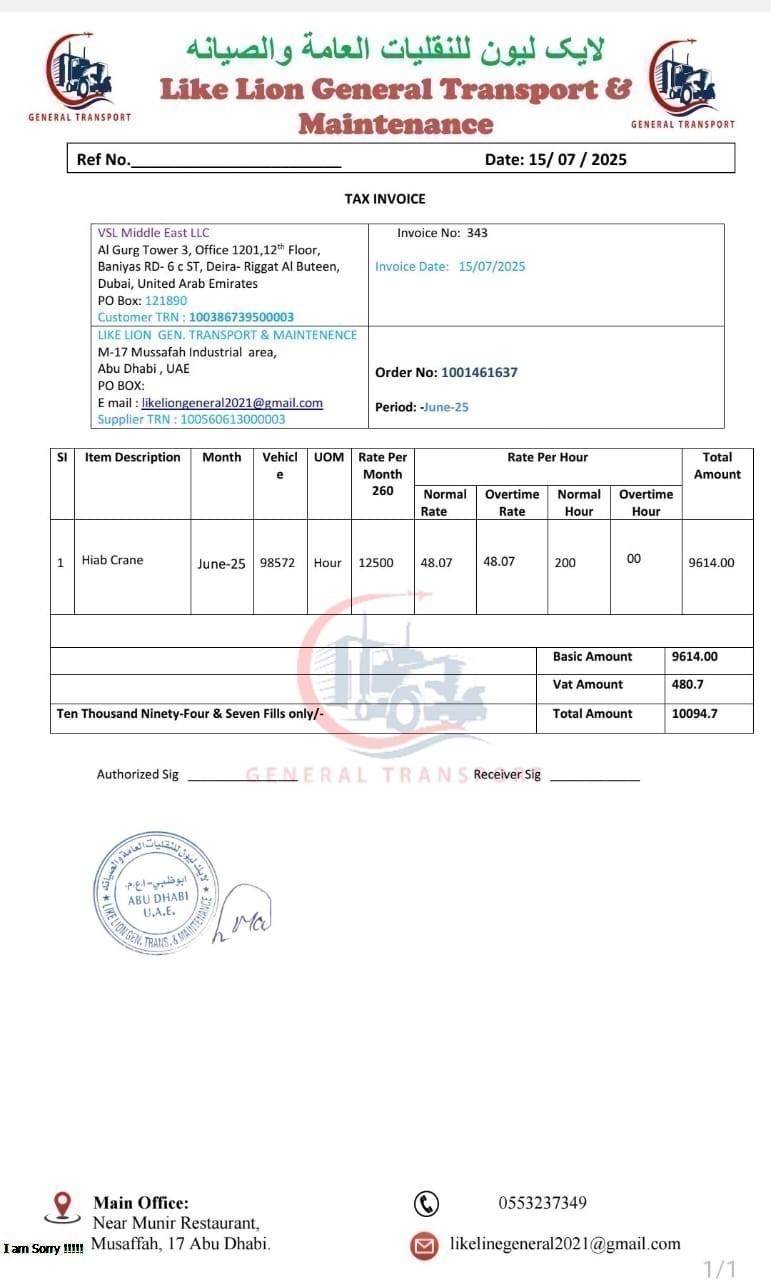 لايک ليون للنقليات العامة والصيانه
Like Lion General Transport &
Maintenance
GENERAL TRANSPORT
GENERAL TRANSPORT
Ref No.
Date: 15/ 07 / 2025
TAX INVOICE
VSL Middle East LLC
Al Gurg Tower 3, Office 1201,12th Floor,
Baniyas RD- 6 c ST, Deira- Riggat Al Buteen,
Dubai, United Arab Emirates
PO Box: 121890
Customer TRN : 100386739500003
Invoice No: 343
Invoice Date: 15/07/2025
LIKE LION GEN. TRANSPORT & MAINTENENCE
M-17 Mussafah Industrial area,
Abu Dhabi , UAE
PO BOX:
E mail : likeliongeneral2021@gmail.com
Supplier TRN : 100560613000003
Order No: 1001461637
Period: -June-25
SI Item Description Month Vehicle UOM Rate Per Month 260 Rate Per Hour Total Amount
Normal Rate Overtime Rate Normal Hour Overtime Hour
1 Hiab Crane June-25 98572 Hour 12500 48.07 48.07 200 00 9614.00
Basic Amount 9614.00
Vat Amount 480.7
Ten Thousand Ninety-Four & Seven Fills only/- Total Amount 10094.7
Authorized Sig
Receiver Sig
GENERAL TRANSPORT
لايك ليون للنقليات العامة والصيانه
ابوظبي-ا.ع.م
ABU DHABI
U.A.E.
LIKE LION GEN. TRANS. & MAINTENANCE
Main Office:
Near Munir Restaurant,
Musaffah, 17 Abu Dhabi.
0553237349
likelinegeneral2021@gmail.com
I am Sorry !!!!!
1/1